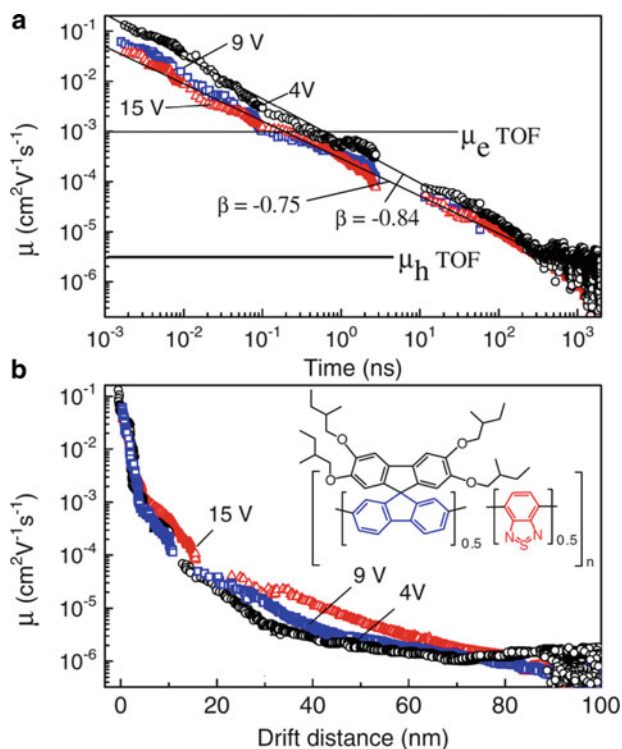 a
10⁻¹
10⁻²
10⁻³
10⁻⁴
10⁻⁵
10⁻⁶
μ (cm²V⁻¹s⁻¹)
9 V
4V
15 V
μₑ TOF
β = -0.75
β = -0.84
μₕ TOF
10⁻³ 10⁻² 10⁻¹ 10⁰ 10¹ 10² 10³
Time (ns)
b
10⁻¹
10⁻²
10⁻³
10⁻⁴
10⁻⁵
10⁻⁶
μ (cm²V⁻¹s⁻¹)
O O
O O
0.5
N N
S
0.5
n
15 V
9 V
4V
0 20 40 60 80 100
Drift distance (nm)